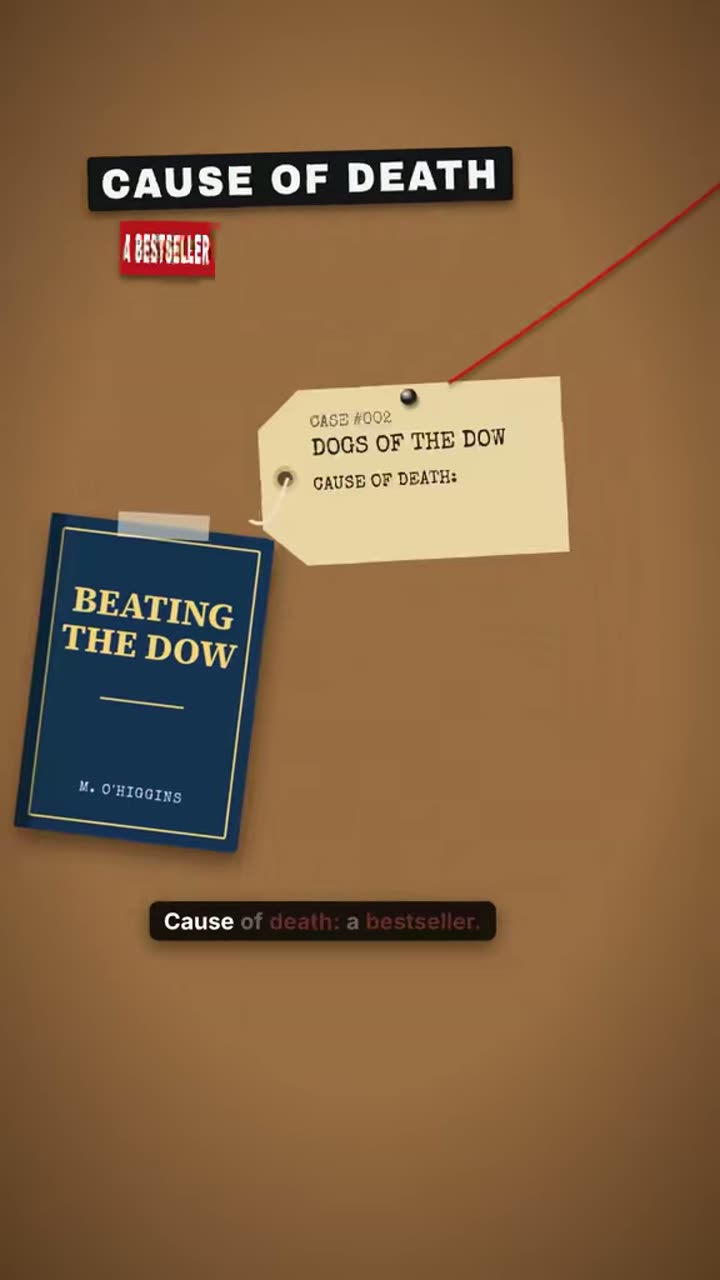 CAUSE OF DEATH
A BESTSELLER
CASE #002
DOGS OF THE DOW
CAUSE OF DEATH:
BEATING
THE DOW
M. O'HIGGINS
Cause of death: a bestseller.